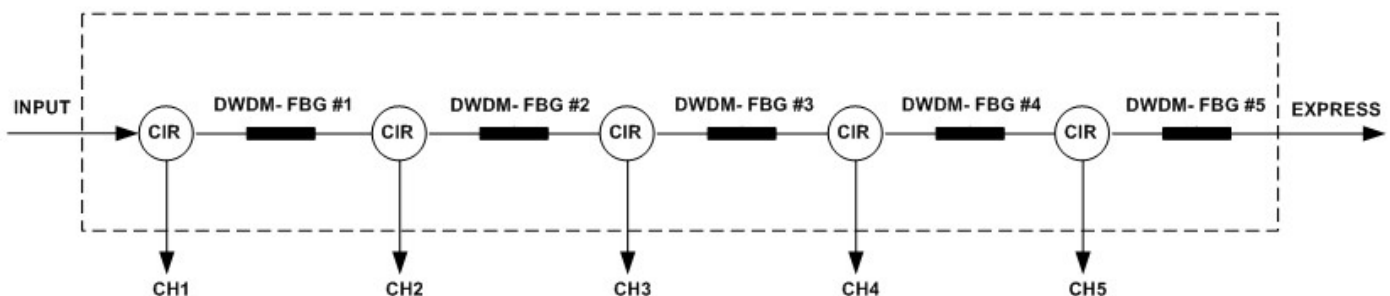 INPUT
DWDM- FBG #1
DWDM- FBG #2
DWDM- FBG #3
DWDM- FBG #4
DWDM- FBG #5
EXPRESS
CIR
CIR
CIR
CIR
CIR
CH1
CH2
CH3
CH4
CH5